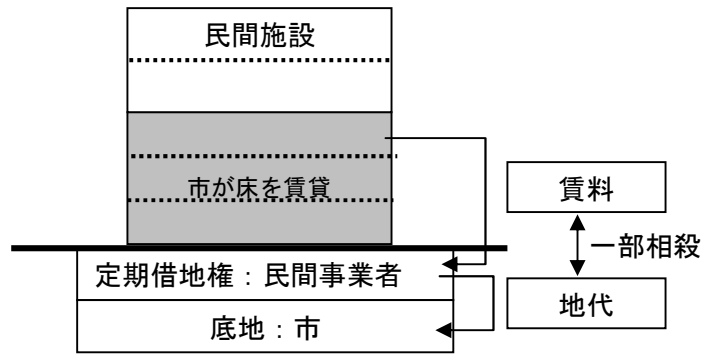 民間施設
市が床を賃貸
賃料
一部相殺
定期借地権：民間事業者
地代
底地：市